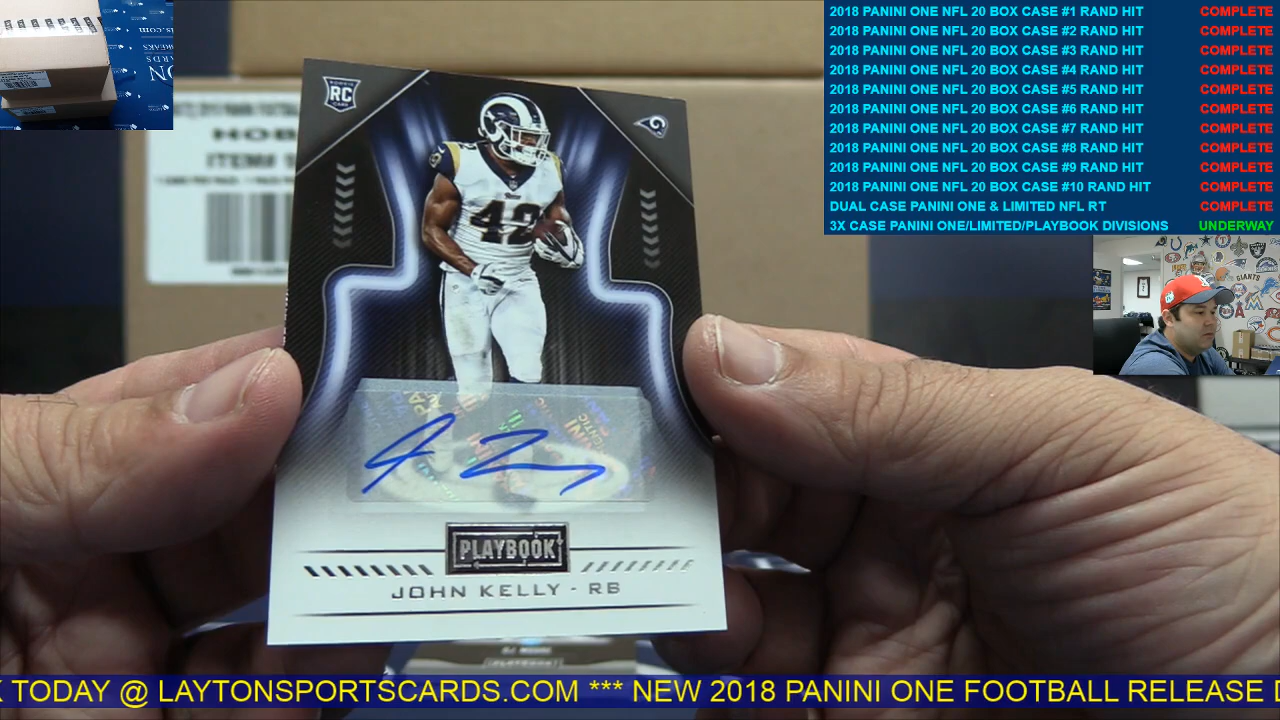 2018 PANINI ONE NFL 20 BOX CASE #1 RAND HIT COMPLETE
2018 PANINI ONE NFL 20 BOX CASE #2 RAND HIT COMPLETE
2018 PANINI ONE NFL 20 BOX CASE #3 RAND HIT COMPLETE
2018 PANINI ONE NFL 20 BOX CASE #4 RAND HIT COMPLETE
2018 PANINI ONE NFL 20 BOX CASE #5 RAND HIT COMPLETE
2018 PANINI ONE NFL 20 BOX CASE #6 RAND HIT COMPLETE
2018 PANINI ONE NFL 20 BOX CASE #7 RAND HIT COMPLETE
2018 PANINI ONE NFL 20 BOX CASE #8 RAND HIT COMPLETE
2018 PANINI ONE NFL 20 BOX CASE #9 RAND HIT COMPLETE
2018 PANINI ONE NFL 20 BOX CASE #10 RAND HIT COMPLETE
DUAL CASE PANINI ONE & LIMITED NFL RT COMPLETE
3X CASE PANINI ONE/LIMITED/PLAYBOOK DIVISIONS UNDERWAY
RC
CARD
42
GIANTS
HOB
ITEM#
PANINI
PLAYBOOK
JOHN KELLY - RB
TODAY @ LAYTONSPORTSCARDS.COM *** NEW 2018 PANINI ONE FOOTBALL RELEASE